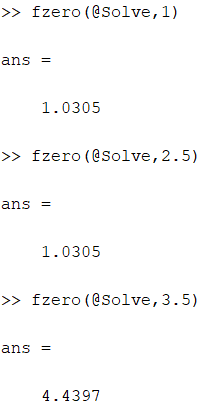 >> fzero(@Solve,1)
ans =
1.0305
>> fzero(@Solve,2.5)
ans =
1.0305
>> fzero(@Solve,3.5)
ans =
4.4397